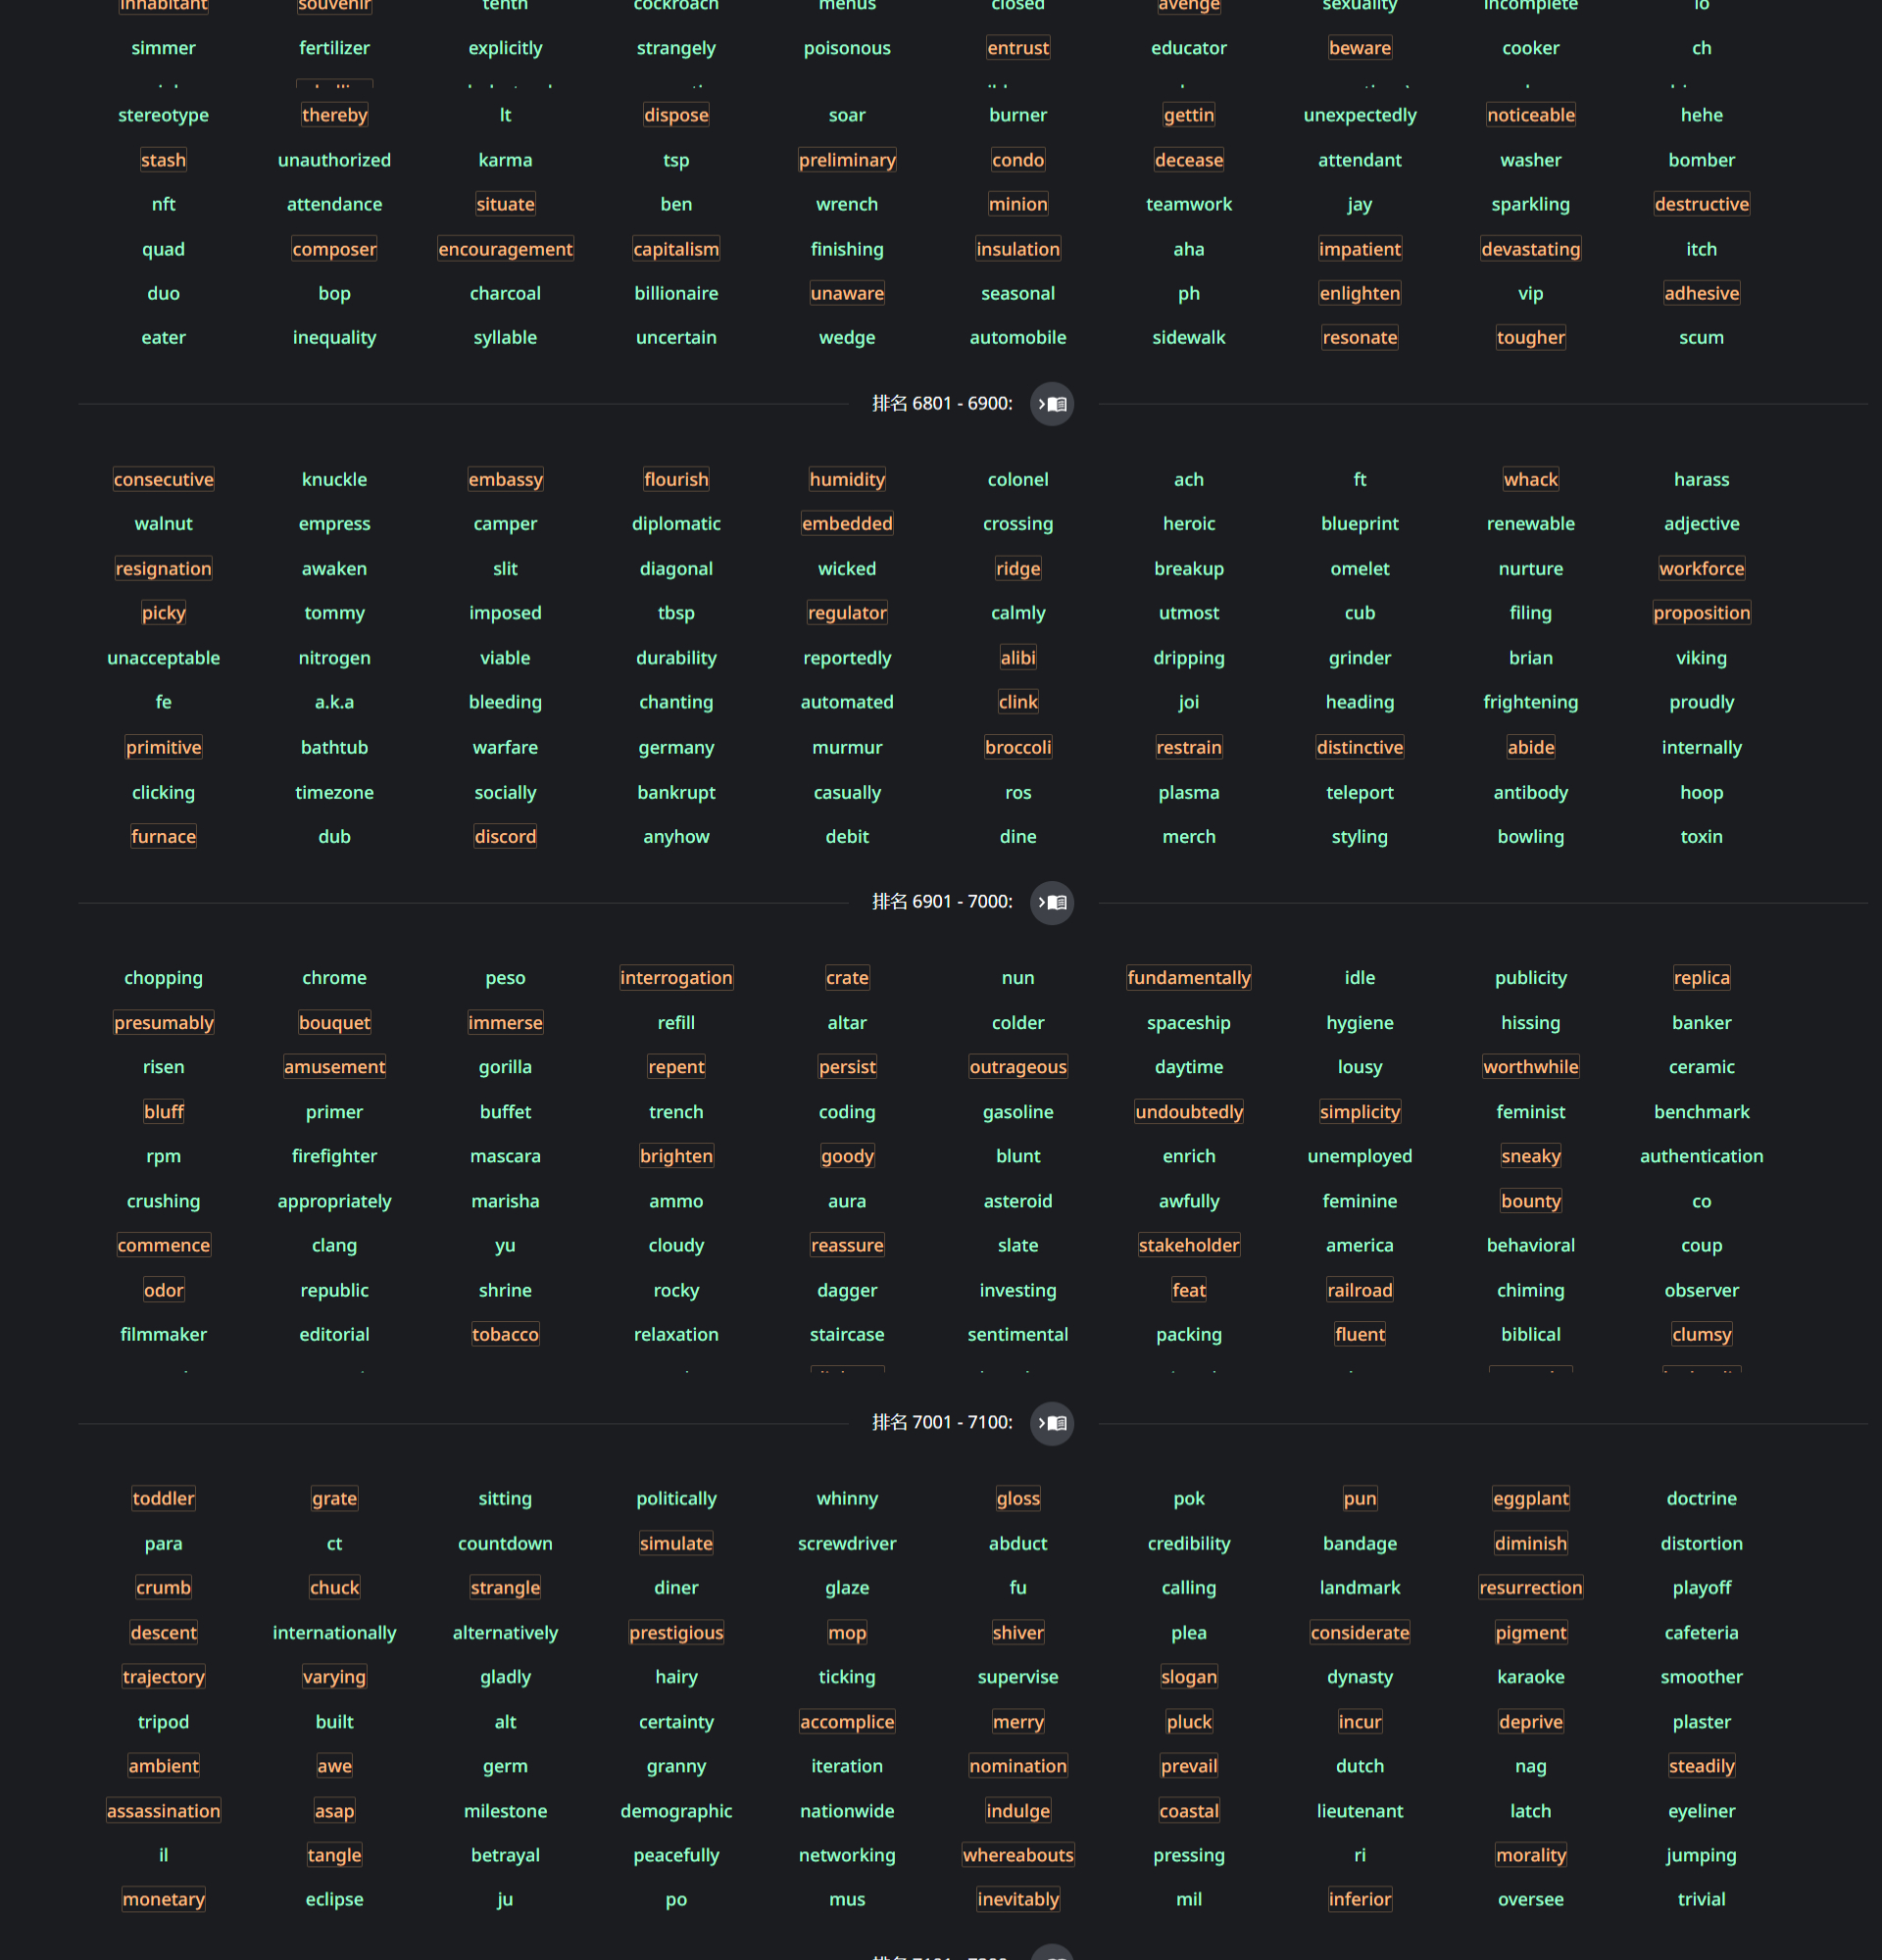 inhabitant souvenir tenth cockroach menus closed avenge sexuality incomplete io
simmer fertilizer explicitly strangely poisonous entrust educator beware cooker ch
stereotype thereby lt dispose soar burner gettin unexpectedly noticeable hehe
stash unauthorized karma tsp preliminary condo decease attendant washer bomber
nft attendance situate ben wrench minion teamwork jay sparkling destructive
quad composer encouragement capitalism finishing insulation aha impatient devastating itch
duo bop charcoal billionaire unaware seasonal ph enlighten vip adhesive
eater inequality syllable uncertain wedge automobile sidewalk resonate tougher scum
排名 6801 - 6900:
consecutive knuckle embassy flourish humidity colonel ach ft whack harass
walnut empress camper diplomatic embedded crossing heroic blueprint renewable adjective
resignation awaken slit diagonal wicked ridge breakup omelet nurture workforce
picky tommy imposed tbsp regulator calmly utmost cub filing proposition
unacceptable nitrogen viable durability reportedly alibi dripping grinder brian viking
fe a.k.a bleeding chanting automated clink joi heading frightening proudly
primitive bathtub warfare germany murmur broccoli restrain distinctive abide internally
clicking timezone socially bankrupt casually ros plasma teleport antibody hoop
furnace dub discord anyhow debit dine merch styling bowling toxin
排名 6901 - 7000:
chopping chrome peso interrogation crate nun fundamentally idle publicity replica
presumably bouquet immerse refill altar colder spaceship hygiene hissing banker
risen amusement gorilla repent persist outrageous daytime lousy worthwhile ceramic
bluff primer buffet trench coding gasoline undoubtedly simplicity feminist benchmark
rpm firefighter mascara brighten goody blunt enrich unemployed sneaky authentication
crushing appropriately marisha ammo aura asteroid awfully feminine bounty co
commence clang yu cloudy reassure slate stakeholder america behavioral coup
odor republic shrine rocky dagger investing feat railroad chiming observer
filmmaker editorial tobacco relaxation staircase sentimental packing fluent biblical clumsy
排名 7001 - 7100:
toddler grate sitting politically whinny gloss pok pun eggplant doctrine
para ct countdown simulate screwdriver abduct credibility bandage diminish distortion
crumb chuck strangle diner glaze fu calling landmark resurrection playoff
descent internationally alternatively prestigious mop shiver plea considerate pigment cafeteria
trajectory varying gladly hairy ticking supervise slogan dynasty karaoke smoother
tripod built alt certainty accomplice merry pluck incur deprive plaster
ambient awe germ granny iteration nomination prevail dutch nag steadily
assassination asap milestone demographic nationwide indulge coastal lieutenant latch eyeliner
il tangle betrayal peacefully networking whereabouts pressing ri morality jumping
monetary eclipse ju po mus inevitably mil inferior oversee trivial